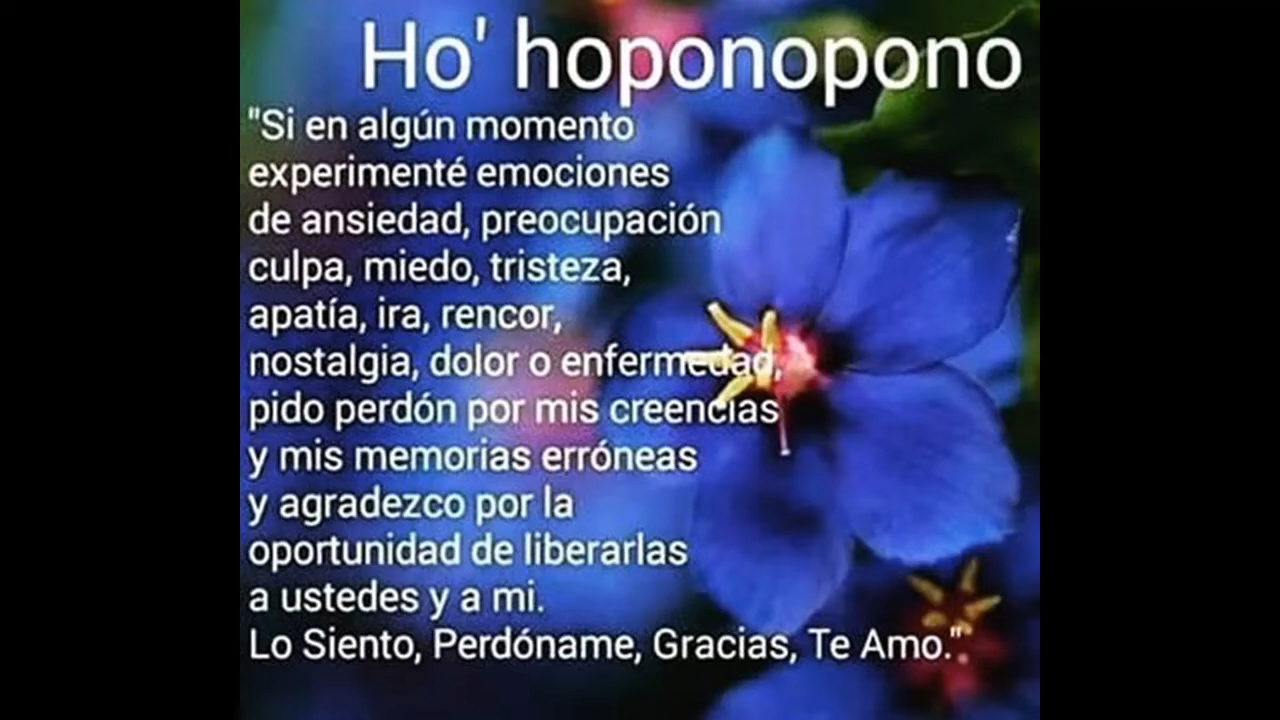 Ho' hoponopono
"Si en algún momento
experimenté emociones
de ansiedad, preocupación
culpa, miedo, tristeza,
apatía, ira, rencor,
nostalgia, dolor o enfermedad,
pido perdón por mis creencias
y mis memorias erróneas
y agradezco por la
oportunidad de liberarlas
a ustedes y a mi.
Lo Siento, Perdóname, Gracias, Te Amo."